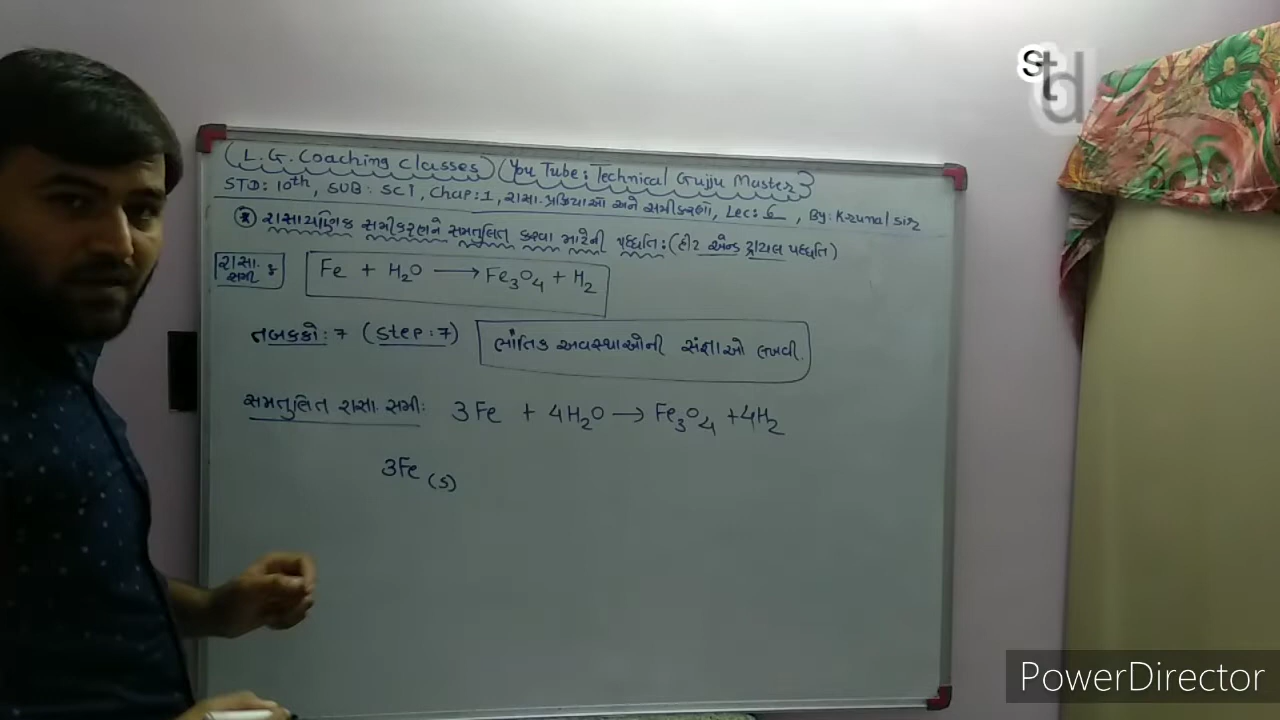 std
(L.G. Coaching Classes) (You Tube: Technical Gujju Master)
STD: 10th, SUB: SCI, Chap: 1, રાસા. પ્રક્રિયાઓ અને સમીકરણો, Lec: 6, By: Krunal Sir
* રાસાયણિક સમીકરણને સમતુલિત કરવા માટેની પધ્ધતિ: (હીટ એન્ડ ટ્રાયલ પધ્ધતિ)
રાસા. સમી. Fe + H₂O ⟶ Fe₃O₄ + H₂
તબક્કો: 7 (Step: 7) ભૌતિક અવસ્થાઓની સંજ્ઞાઓ લખવી.
સમતુલિત રાસા. સમી: 3Fe + 4H₂O → Fe₃O₄ + 4H₂
3Fe (s)
PowerDirector